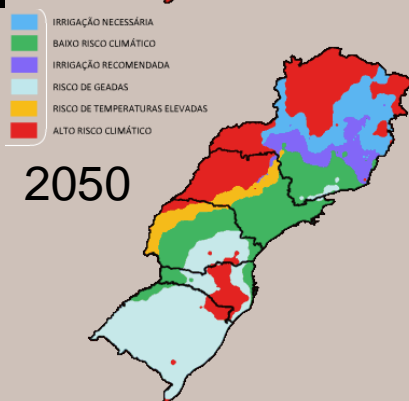 IRRIGAÇÃO NECESSÁRIA
BAIXO RISCO CLIMÁTICO
IRRIGAÇÃO RECOMENDADA
RISCO DE GEADAS
RISCO DE TEMPERATURAS ELEVADAS
ALTO RISCO CLIMÁTICO
2050